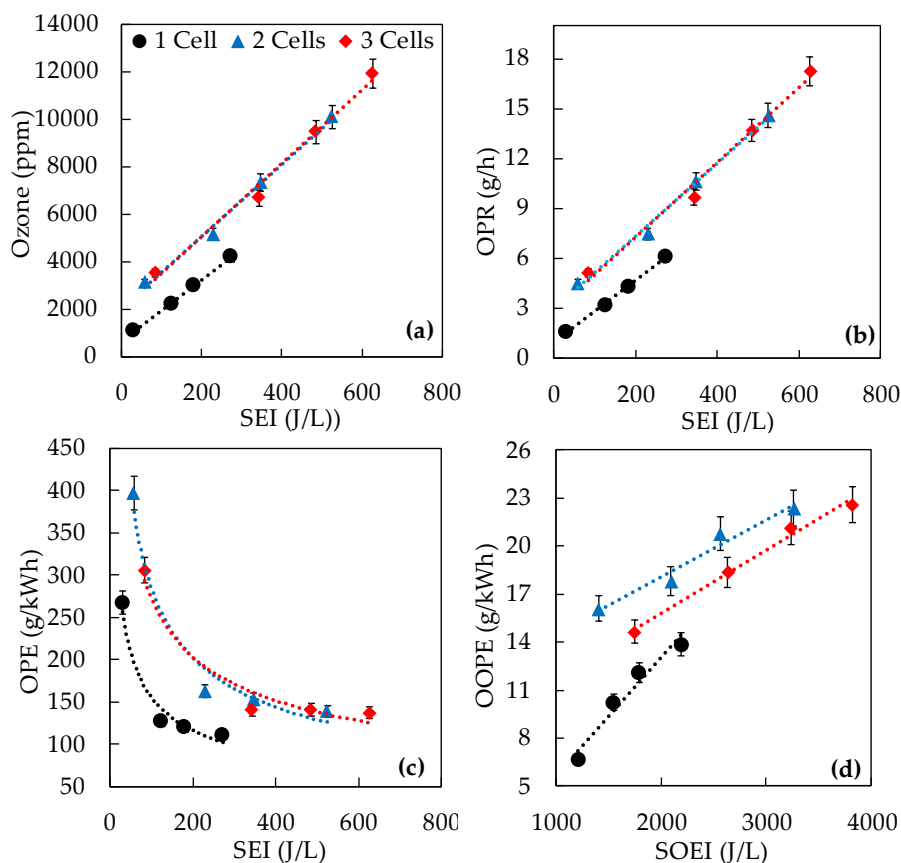 14000
12000
10000
8000
6000
4000
2000
0
Ozone (ppm)
1 Cell 2 Cells 3 Cells
(a)
0 200 400 600 800
SEI (J/L))
18
15
12
9
6
3
0
OPR (g/h)
(b)
0 200 400 600 800
SEI (J/L)
450
400
350
300
250
200
150
100
50
OPE (g/kWh)
(c)
0 200 400 600 800
SEI (J/L)
26
23
20
17
14
11
8
5
OOPE (g/kWh)
(d)
1000 2000 3000 4000
SOEI (J/L)